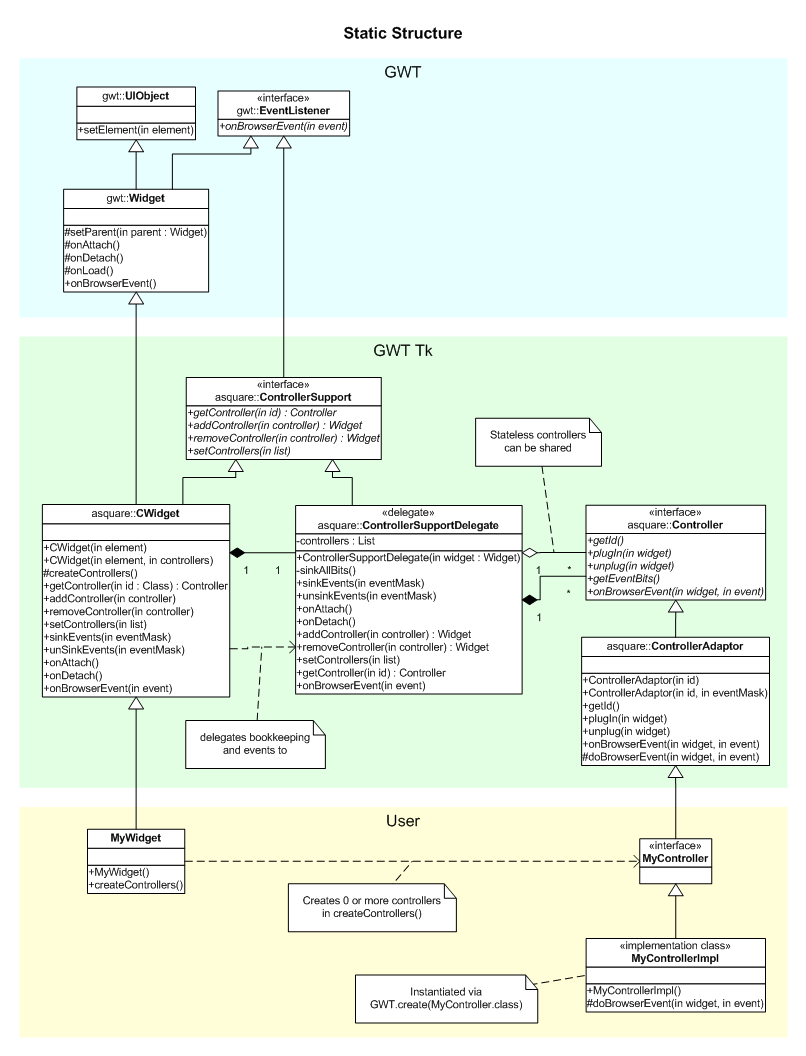 Static Structure
GWT
gwt::UIObject
+setElement(in element)
«interface»
gwt::EventListener
+onBrowserEvent(in event)
gwt::Widget
#setParent(in parent : Widget)
#onAttach()
#onDetach()
#onLoad()
+onBrowserEvent()
GWT Tk
«interface»
asquare::ControllerSupport
+getController(in id) : Controller
+addController(in controller) : Widget
+removeController(in controller) : Widget
+setControllers(in list)
Stateless controllers
can be shared
asquare::CWidget
+CWidget(in element)
+CWidget(in element, in controllers)
#createControllers()
+getController(in id : Class) : Controller
+addController(in controller)
+removeController(in controller)
+setControllers(in list)
+sinkEvents(in eventMask)
+unSinkEvents(in eventMask)
+onAttach()
+onDetach()
+onBrowserEvent(in event)
1
1
«delegate»
asquare::ControllerSupportDelegate
-controllers : List
+ControllerSupportDelegate(in widget : Widget)
-sinkAllBits()
+sinkEvents(in eventMask)
+unsinkEvents(in eventMask)
+onAttach()
+onDetach()
+addController(in controller) : Widget
+removeController(in controller) : Widget
+setControllers(in list)
+getController(in id) : Controller
+onBrowserEvent(in event)
1
*
*
1
«interface»
asquare::Controller
+getId()
+plugIn(in widget)
+unplug(in widget)
+getEventBits()
+onBrowserEvent(in widget, in event)
asquare::ControllerAdaptor
+ControllerAdaptor(in id)
+ControllerAdaptor(in id, in eventMask)
+getId()
+plugIn(in widget)
+unplug(in widget)
+onBrowserEvent(in widget, in event)
#doBrowserEvent(in widget, in event)
delegates bookkeeping
and events to
User
MyWidget
+MyWidget()
+createControllers()
«interface»
MyController
Creates 0 or more controllers
in createControllers()
«implementation class»
MyControllerImpl
+MyControllerImpl()
#doBrowserEvent(in widget, in event)
Instantiated via
GWT.create(MyController.class)